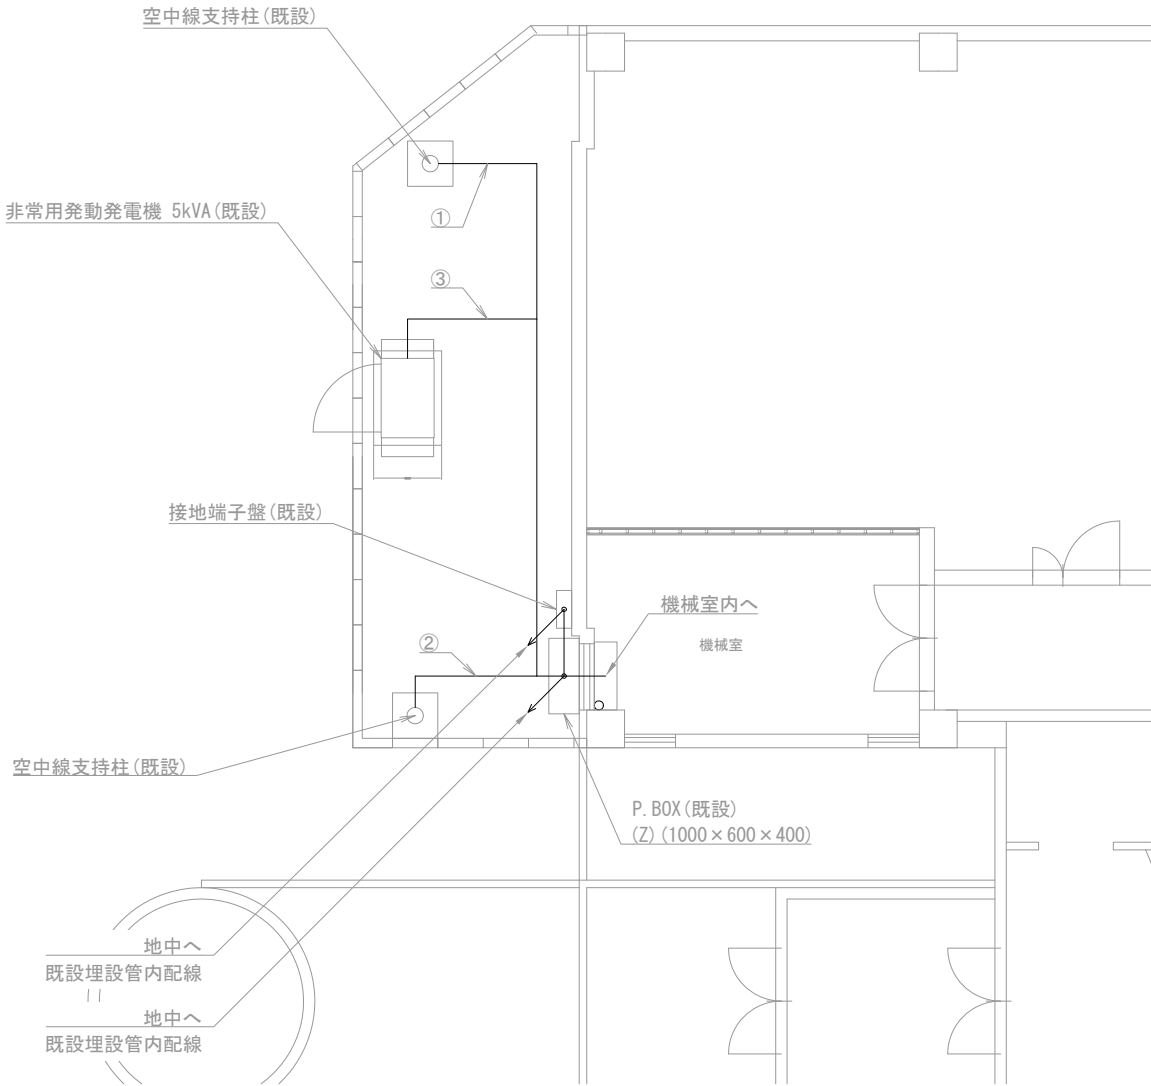 空中線支持柱(既設)
非常用発動発電機 5kVA(既設)
①
③
接地端子盤(既設)
機械室内へ
機械室
②
空中線支持柱(既設)
P.BOX(既設)
(Z)(1000×600×400)
地中へ
既設埋設管内配線
地中へ
既設埋設管内配線